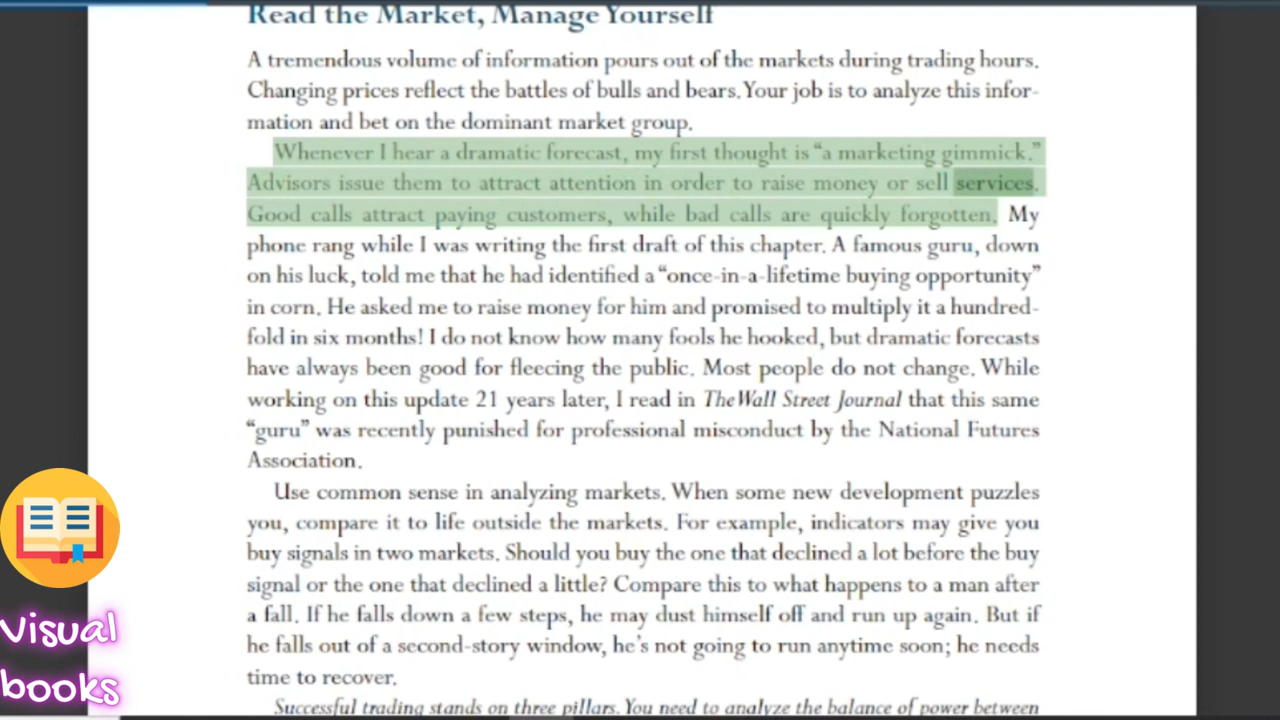 Read the Market, Manage Yourself
A tremendous volume of information pours out of the markets during trading hours.
Changing prices reflect the battles of bulls and bears. Your job is to analyze this infor-
mation and bet on the dominant market group.
Whenever I hear a dramatic forecast, my first thought is “a marketing gimmick.”
Advisors issue them to attract attention in order to raise money or sell services.
Good calls attract paying customers, while bad calls are quickly forgotten. My
phone rang while I was writing the first draft of this chapter. A famous guru, down
on his luck, told me that he had identified a “once-in-a-lifetime buying opportunity”
in corn. He asked me to raise money for him and promised to multiply it a hundred-
fold in six months! I do not know how many fools he hooked, but dramatic forecasts
have always been good for fleecing the public. Most people do not change. While
working on this update 21 years later, I read in The Wall Street Journal that this same
“guru” was recently punished for professional misconduct by the National Futures
Association.
Use common sense in analyzing markets. When some new development puzzles
you, compare it to life outside the markets. For example, indicators may give you
buy signals in two markets. Should you buy the one that declined a lot before the buy
signal or the one that declined a little? Compare this to what happens to a man after
a fall. If he falls down a few steps, he may dust himself off and run up again. But if
he falls out of a second-story window, he’s not going to run anytime soon; he needs
time to recover.
Successful trading stands on three pillars. You need to analyze the balance of power between
Visual
books